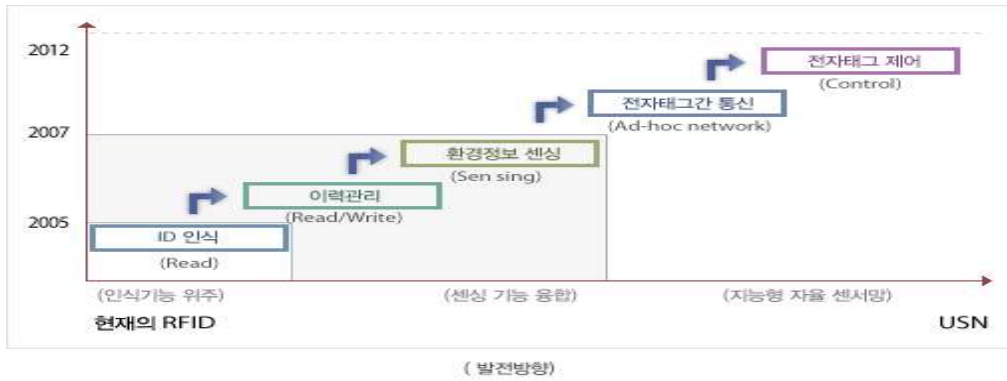 2012
전자태그 제어
(Control)
전자태그간 통신
(Ad-hoc network)
2007
환경정보 센싱
(Sen sing)
이력관리
(Read/Write)
2005
ID 인식
(Read)
(인식기능 위주)
(센싱 기능 융합)
(지능형 자율 센서망)
현재의 RFID
USN
( 발전방향)